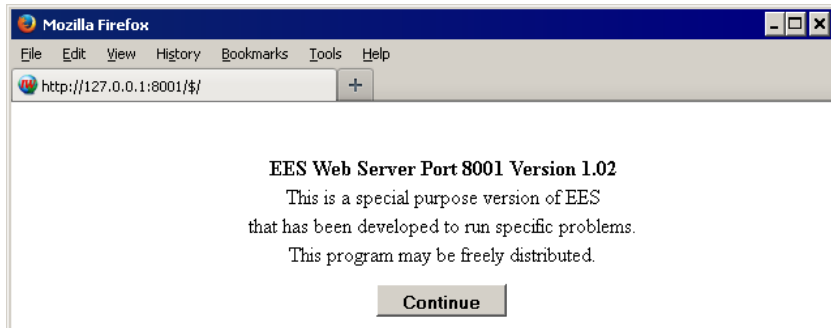 Mozilla Firefox
File Edit View History Bookmarks Tools Help
http://127.0.0.1:8001/$/
EES Web Server Port 8001 Version 1.02
This is a special purpose version of EES
that has been developed to run specific problems.
This program may be freely distributed.
Continue